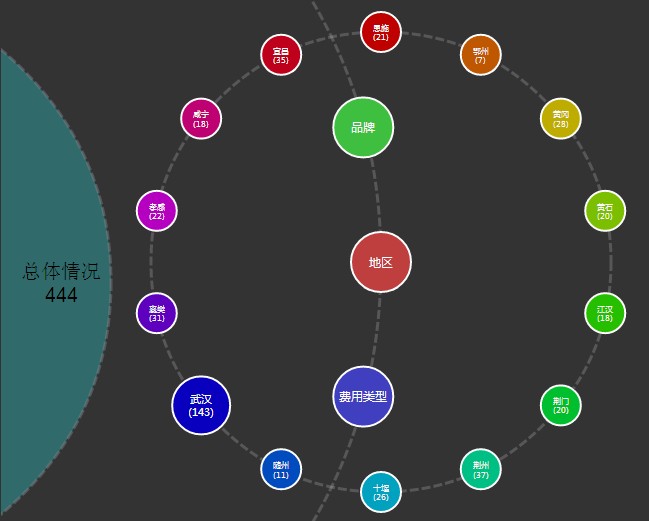 恩施
(21)
宜昌
(35)
鄂州
(7)
咸宁
(18)
黄冈
(28)
品牌
孝感
(22)
黄石
(20)
总体情况
444
地区
襄樊
(31)
江汉
(18)
武汉
(143)
费用类型
荆门
(20)
随州
(11)
荆州
(37)
十堰
(26)